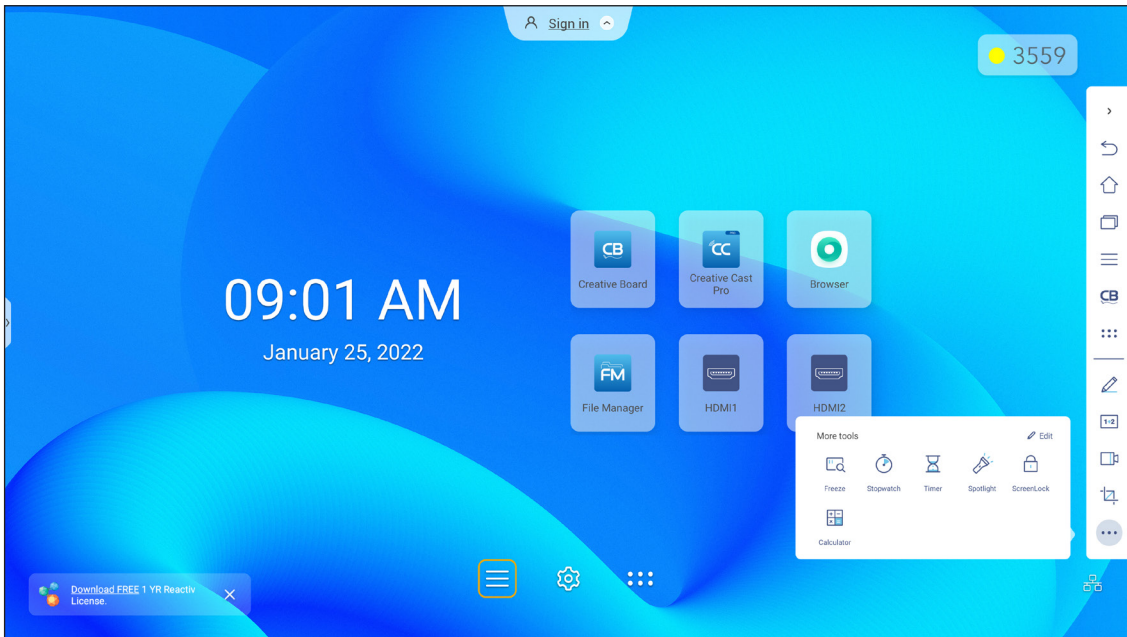 Sign in
3559
CB
Creative Board
CC
Creative Cast
Pro
Browser
09:01 AM
January 25, 2022
FM
File Manager
HDMI1
HDMI2
CB
1÷2
More tools
Edit
Freeze
Stopwatch
Timer
Spotlight
ScreenLock
Calculator
Download FREE 1 YR Reactiv
License.